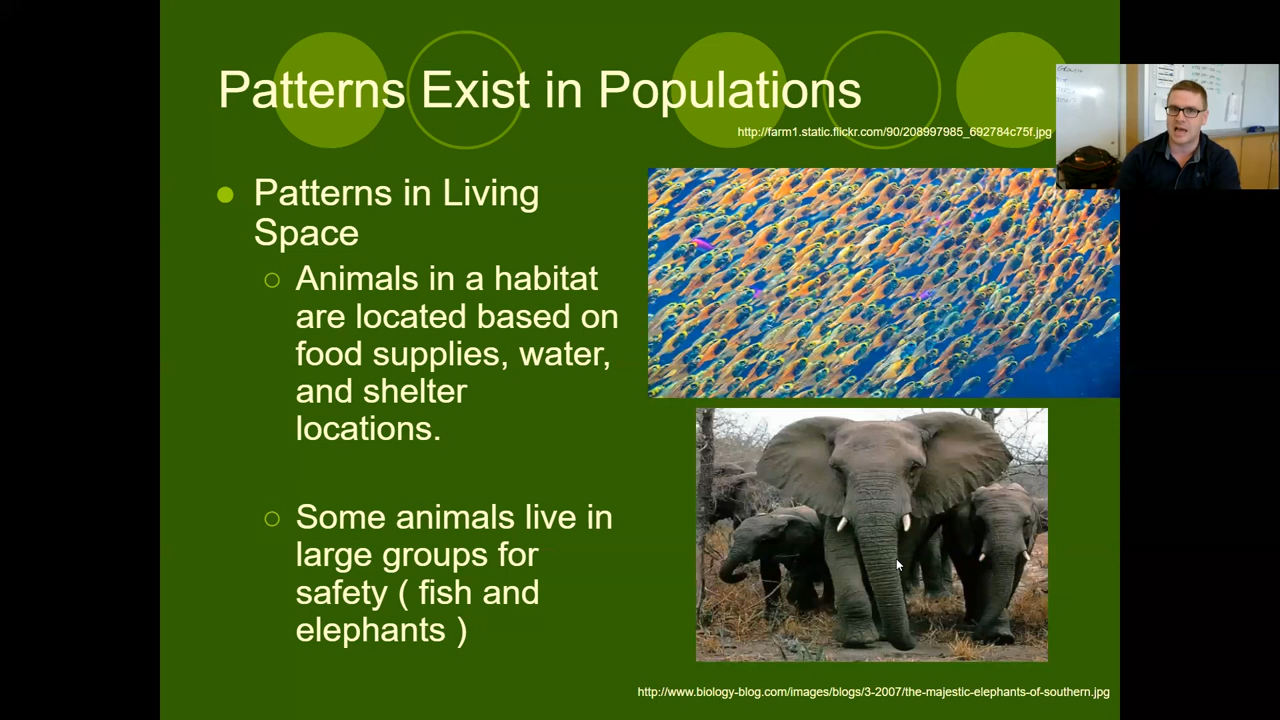 Patterns Exist in Populations
http://farm1.static.flickr.com/90/208997985_692784c75f.jpg
Patterns in Living
Space
Animals in a habitat
are located based on
food supplies, water,
and shelter
locations.
Some animals live in
large groups for
safety ( fish and
elephants )
http://www.biology-blog.com/images/blogs/3-2007/the-majestic-elephants-of-southern.jpg